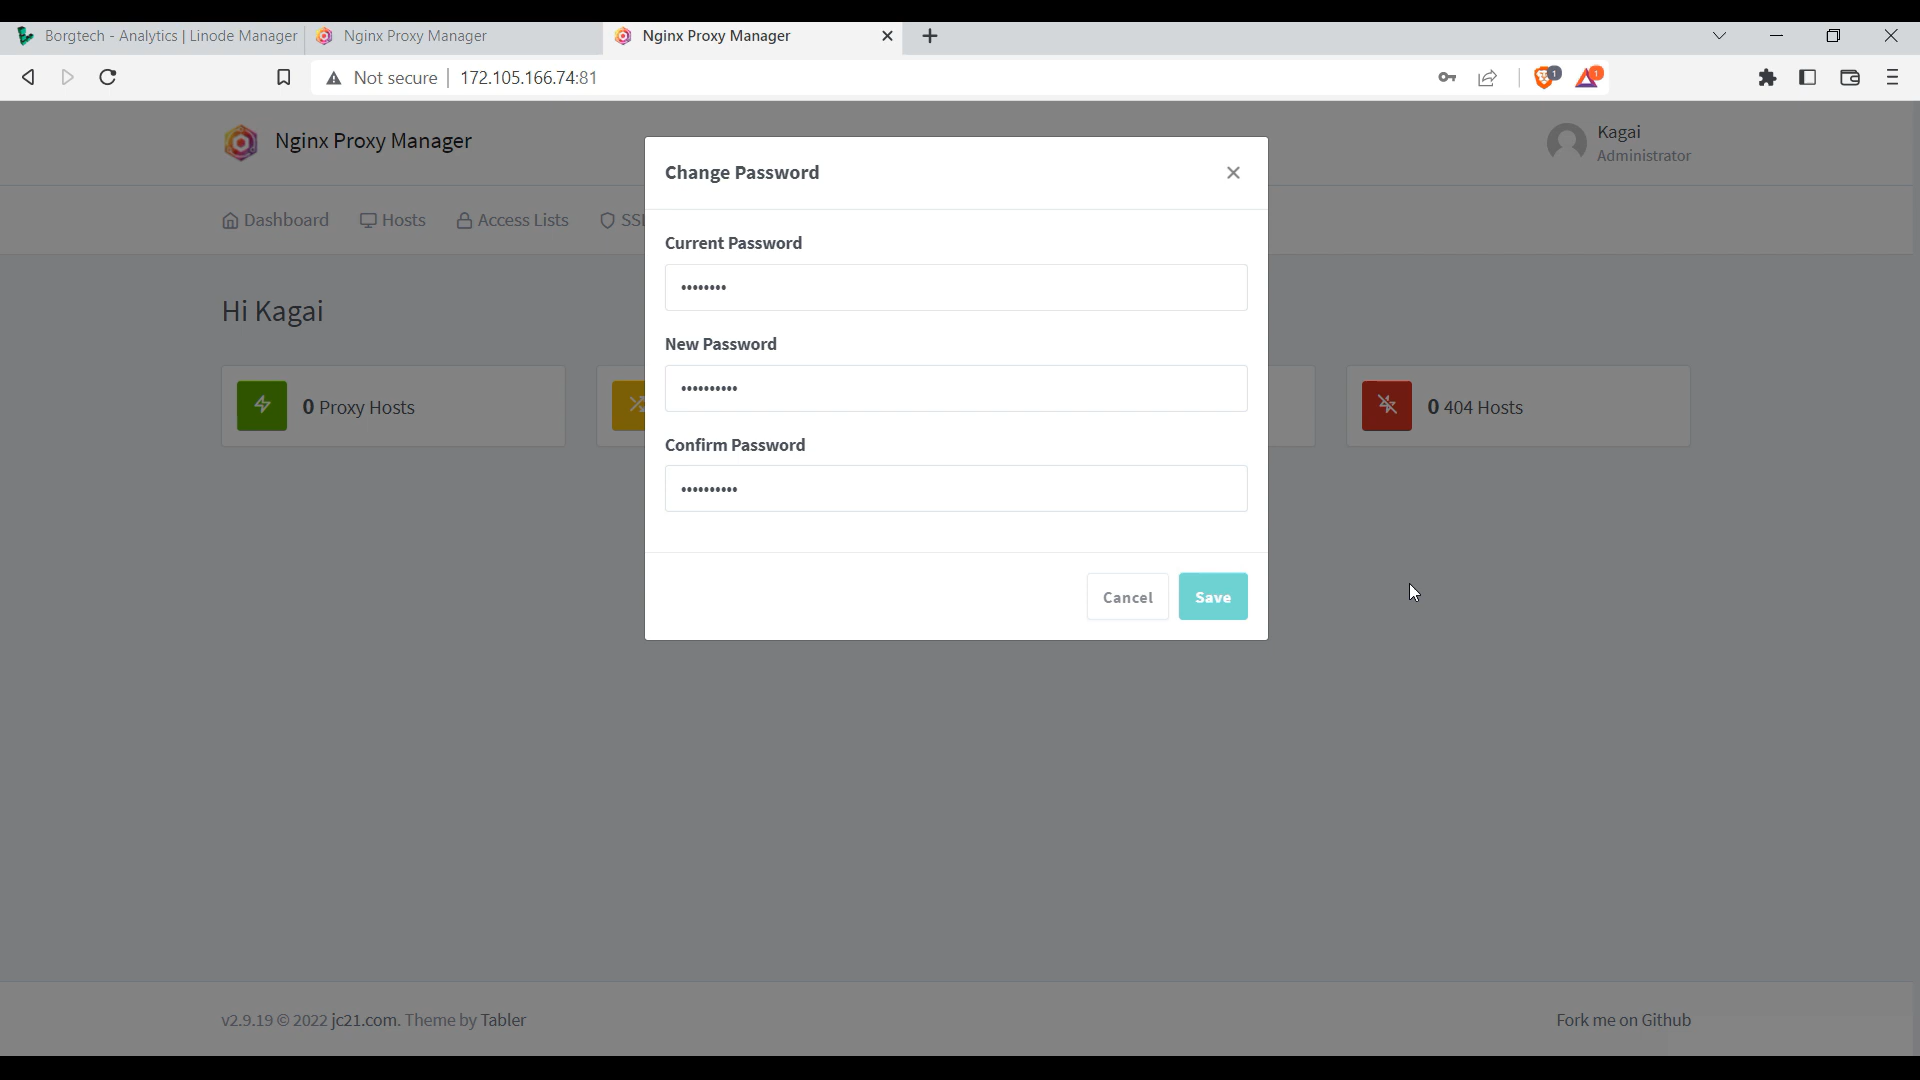 Borgtech - Analytics | Linode Manager
Nginx Proxy Manager
Nginx Proxy Manager
Not secure
172.105.166.74:81
1
1
Nginx Proxy Manager
Kagai
Administrator
Dashboard
Hosts
Access Lists
Hi Kagai
0 Proxy Hosts
0 404 Hosts
Change Password
Current Password
••••••••
New Password
••••••••••
Confirm Password
••••••••••
Cancel
Save
v2.9.19 © 2022 jc21.com. Theme by Tabler
Fork me on Github